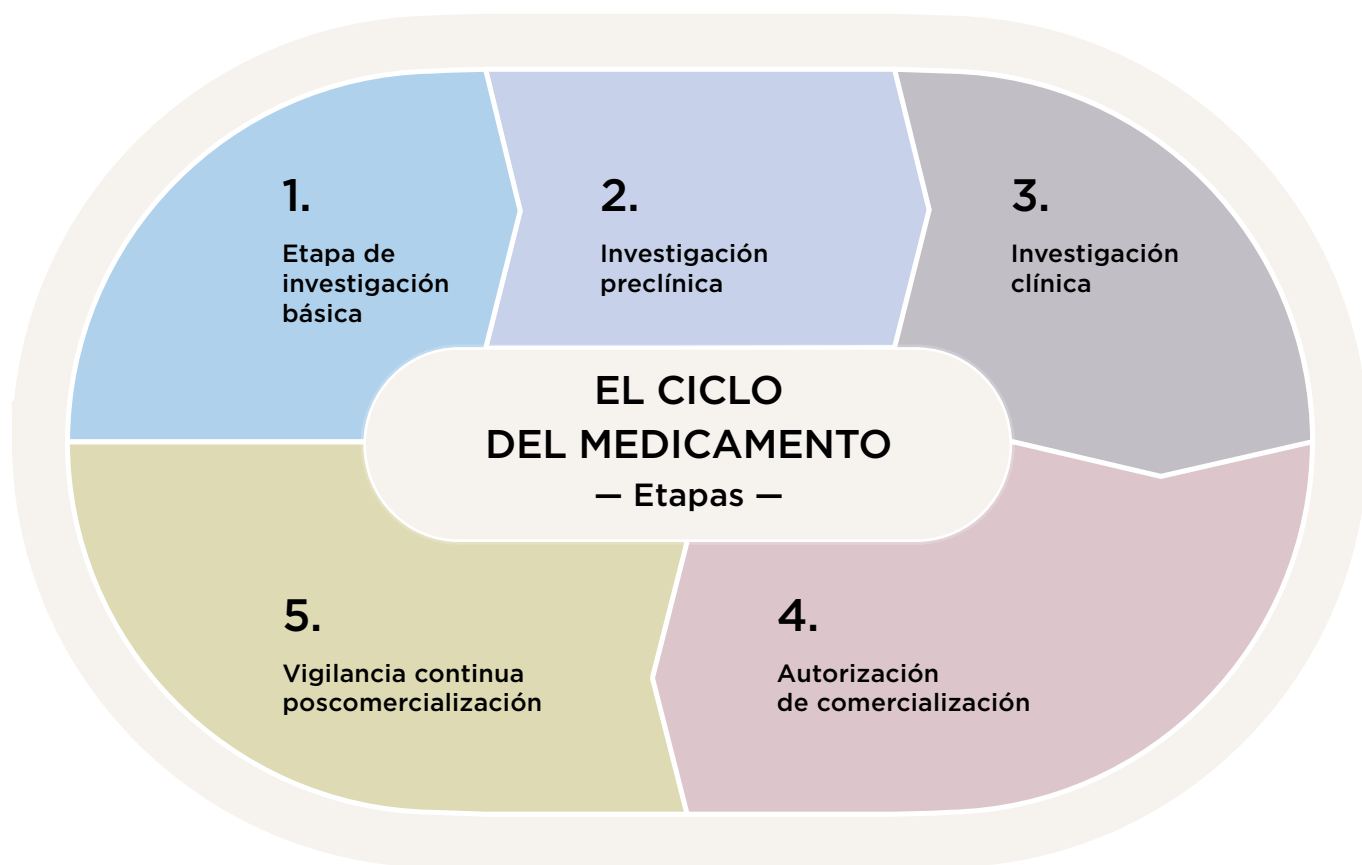 1.
Etapa de
investigación
básica
2.
Investigación
preclínica
3.
Investigación
clínica
EL CICLO
DEL MEDICAMENTO
— Etapas —
5.
Vigilancia continua
poscomercialización
4.
Autorización
de comercialización